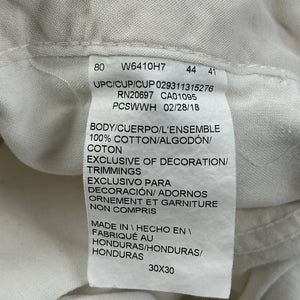 80 W6410H7 44 41
UPC/CUP/CUP029311315276
RN20697 CA01095
PCSWWH 02/28/18
BODY/CUERPO/L'ENSEMBLE
100% COTTON/ALGODÓN/
COTON
EXCLUSIVE OF DECORATION/
TRIMMINGS
EXCLUSIVO PARA
DECORACIÓN/ ADORNOS
ORNEMENT ET GARNITURE
NON COMPRIS
MADE IN \ HECHO EN \
FABRIQUÉ AU
HONDURAS/HONDURAS/
HONDURAS
30X30